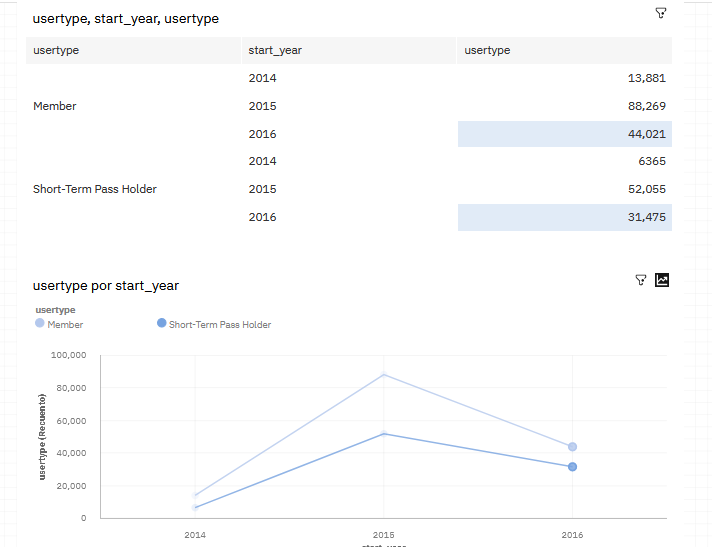 usertype, start_year, usertype
usertype start_year usertype
2014 13,881
Member 2015 88,269
2016 44,021
2014 6365
Short-Term Pass Holder 2015 52,055
2016 31,475
usertype por start_year
usertype
Member Short-Term Pass Holder
100,000
80,000
60,000
40,000
20,000
0
usertype (Recuento)
2014 2015 2016
start_year